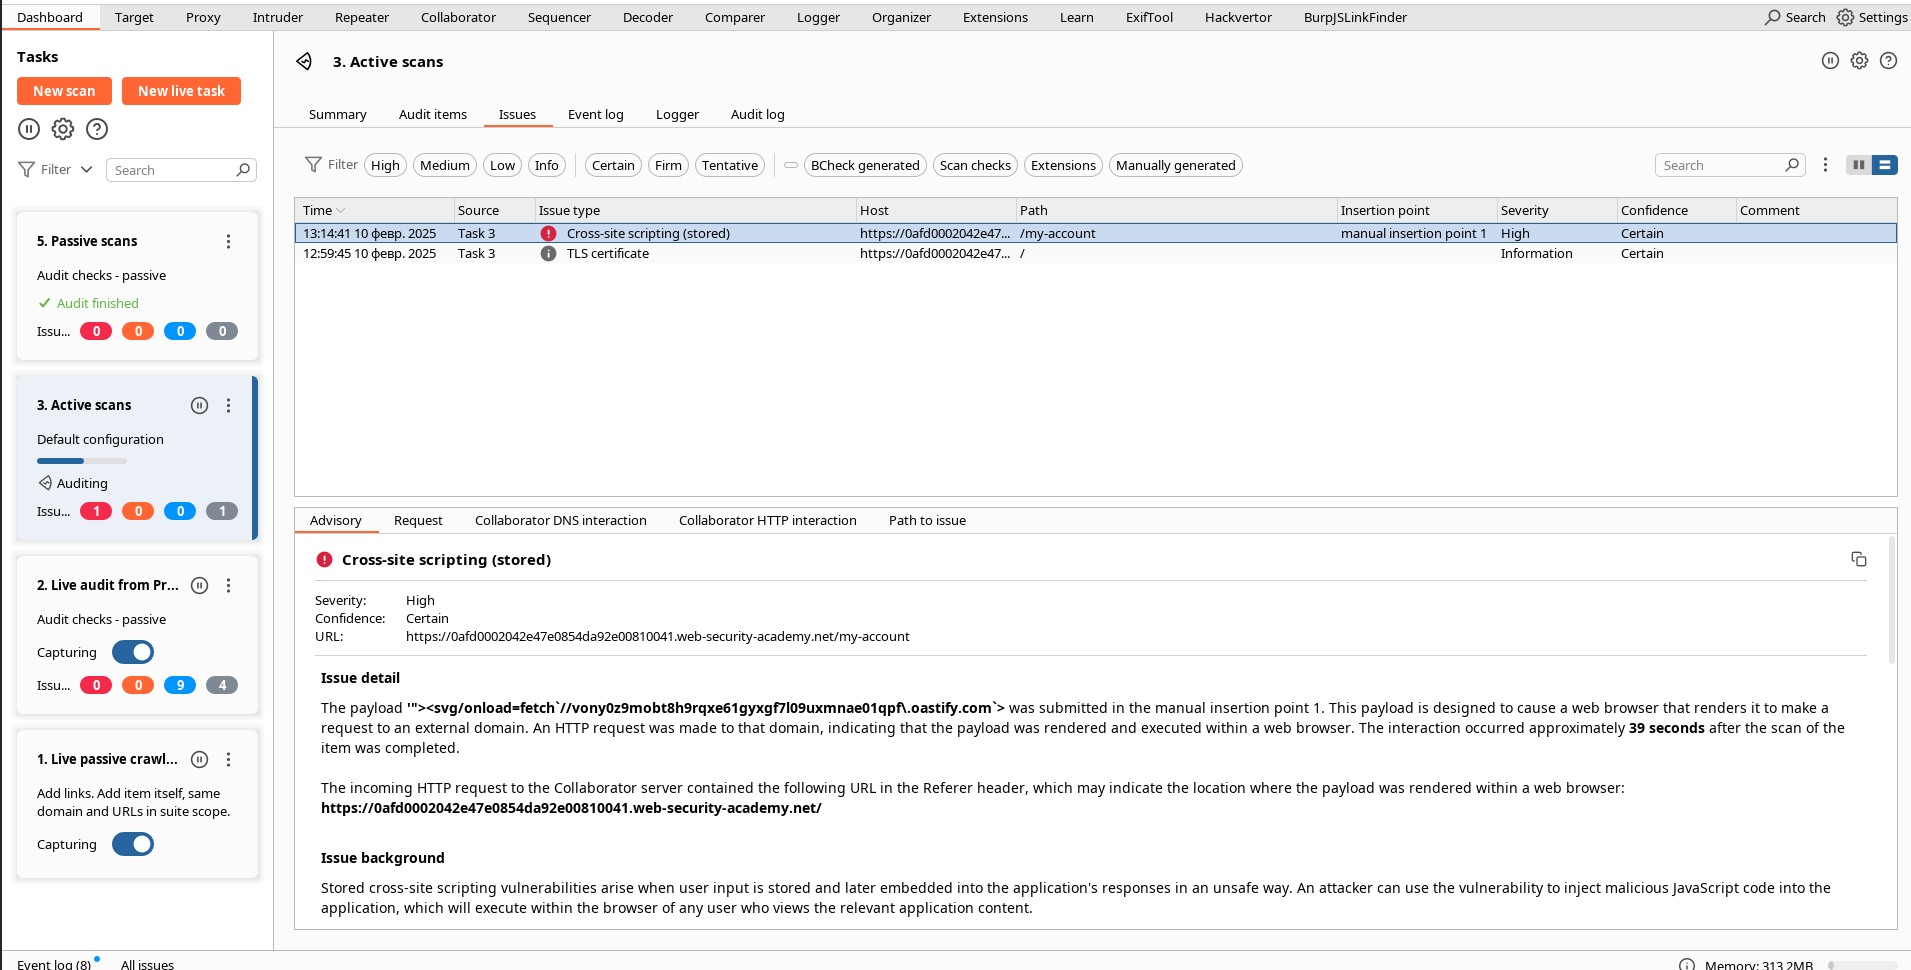 Dashboard Target Proxy Intruder Repeater Collaborator Sequencer Decoder Comparer Logger Organizer Extensions Learn ExifTool Hackvertor BurpJSLinkFinder Search Settings
Tasks
New scan New live task
Filter Search
5. Passive scans
Audit checks - passive
Audit finished
Issu... 0 0 0 0
3. Active scans
Default configuration
Auditing
Issu... 1 0 0 1
2. Live audit from Pr...
Audit checks - passive
Capturing
Issu... 0 0 9 4
1. Live passive crawl...
Add links. Add item itself, same
domain and URLs in suite scope.
Capturing
3. Active scans
Summary Audit items Issues Event log Logger Audit log
Filter High Medium Low Info Certain Firm Tentative BCheck generated Scan checks Extensions Manually generated Search
Time Source Issue type Host Path Insertion point Severity Confidence Comment
13:14:41 10 февр. 2025 Task 3 Cross-site scripting (stored) https://0afd0002042e47... /my-account manual insertion point 1 High Certain
12:59:45 10 февр. 2025 Task 3 TLS certificate https://0afd0002042e47... / Information Certain
Advisory Request Collaborator DNS interaction Collaborator HTTP interaction Path to issue
Cross-site scripting (stored)
Severity: High
Confidence: Certain
URL: https://0afd0002042e47e0854da92e00810041.web-security-academy.net/my-account
Issue detail
The payload '"><svg/onload=fetch`//vony0z9mobt8h9rqxe61gyxgf7l09uxmnae01qpf\.oastify.com`> was submitted in the manual insertion point 1. This payload is designed to cause a web browser that renders it to make a
request to an external domain. An HTTP request was made to that domain, indicating that the payload was rendered and executed within a web browser. The interaction occurred approximately 39 seconds after the scan of the
item was completed.
The incoming HTTP request to the Collaborator server contained the following URL in the Referer header, which may indicate the location where the payload was rendered within a web browser:
https://0afd0002042e47e0854da92e00810041.web-security-academy.net/
Issue background
Stored cross-site scripting vulnerabilities arise when user input is stored and later embedded into the application's responses in an unsafe way. An attacker can use the vulnerability to inject malicious JavaScript code into the
application, which will execute within the browser of any user who views the relevant application content.
Event log (8) All issues Memory: 313.2MB